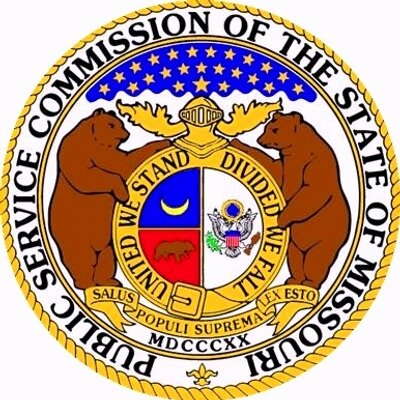 PUBLIC SERVICE COMMISSION OF THE STATE OF MISSOURI
UNITED WE STAND DIVIDED WE FALL
SALUS POPULI SUPREMA EX ESTO
MDCCCXX